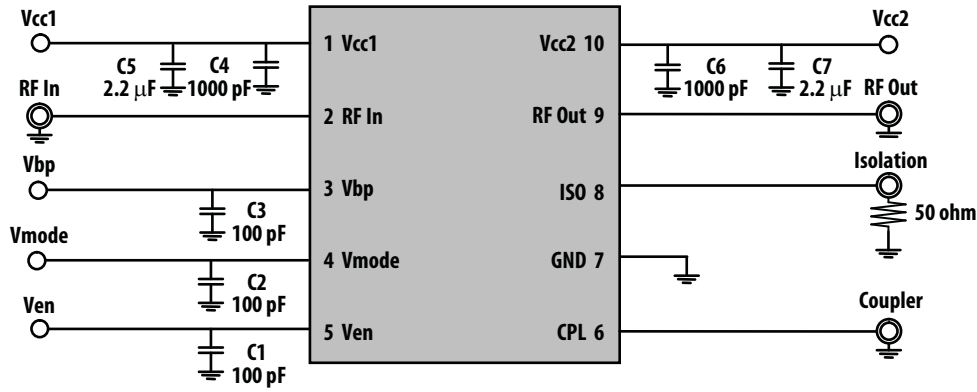 Vcc1
1 Vcc1
Vcc2 10
Vcc2
C5
2.2 μF
C4
1000 pF
C6
1000 pF
C7
2.2 μF
RF In
2 RF In
RF Out 9
RF Out
Vbp
3 Vbp
ISO 8
Isolation
50 ohm
C3
100 pF
Vmode
4 Vmode
GND 7
C2
100 pF
Ven
5 Ven
CPL 6
Coupler
C1
100 pF